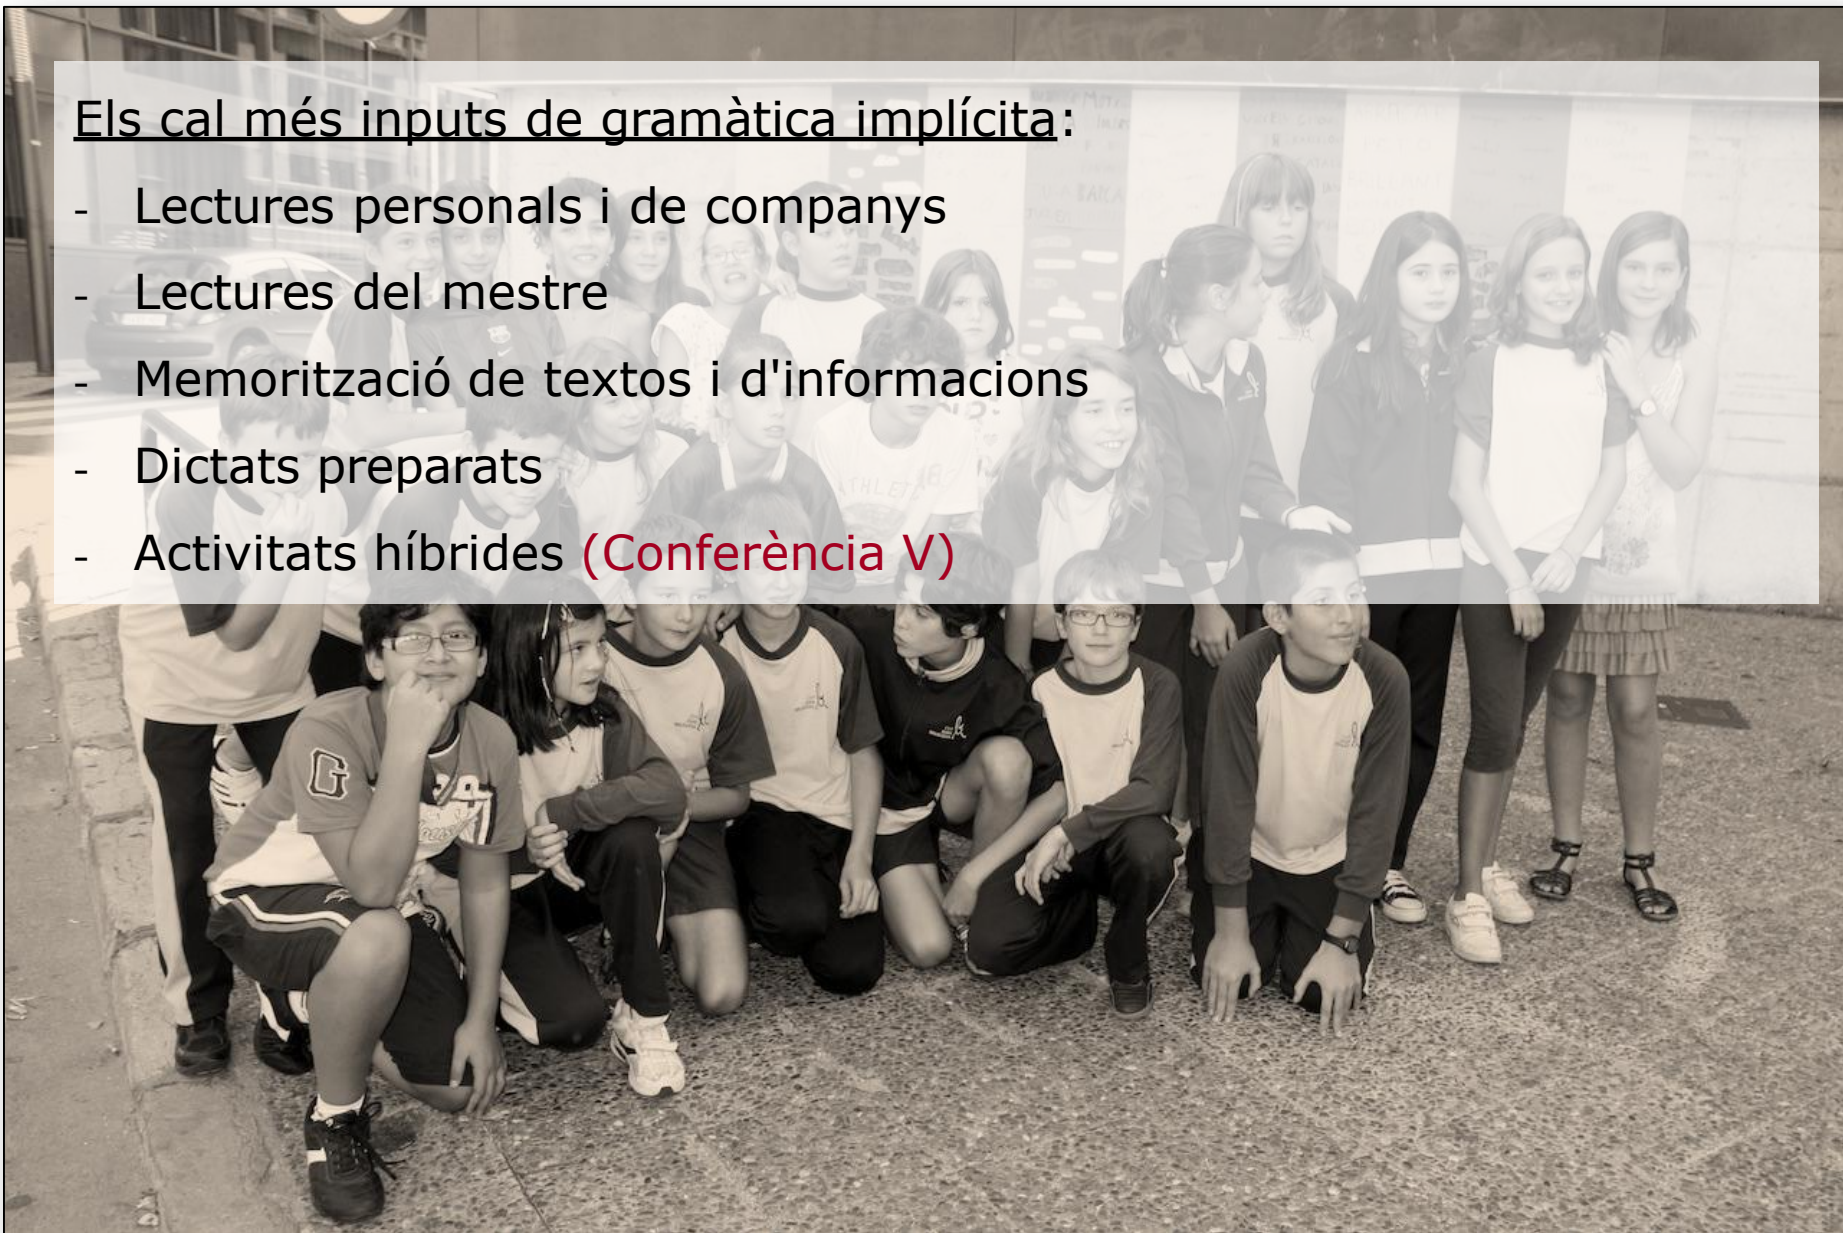 Els cal més inputs de gramàtica implícita:
- Lectures personals i de companys
- Lectures del mestre
- Memorització de textos i d'informacions
- Dictats preparats
- Activitats híbrides (Conferència V)
G